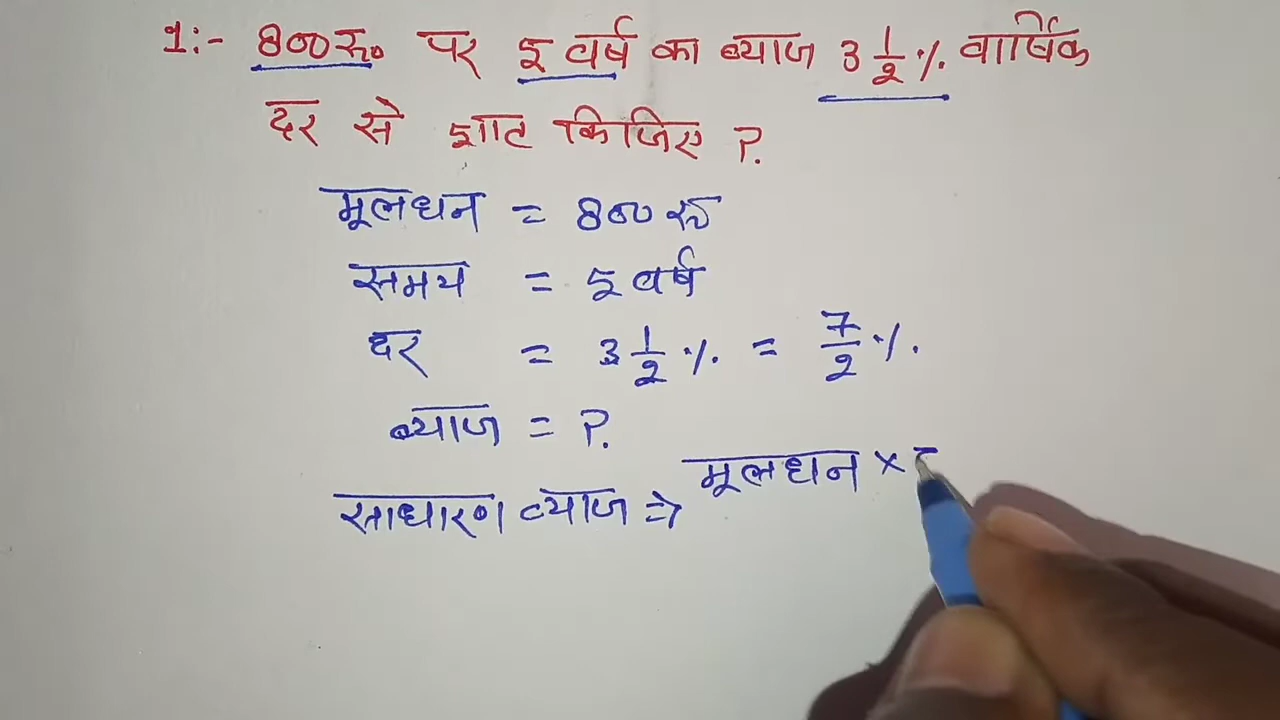 1:- 800रू० पर 5 वर्ष का ब्याज 3 1/2 % वार्षिक
दर से ज्ञात किजिए ?.
मूलधन = 800 रू
समय = 5 वर्ष
दर = 3 1/2 % = 7/2 %.
ब्याज = ?.
साधारण ब्याज => मूलधन ×